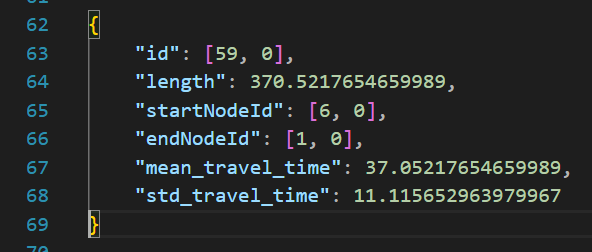 62 {
63 "id": [59, 0],
64 "length": 370.5217654659989,
65 "startNodeId": [6, 0],
66 "endNodeId": [1, 0],
67 "mean_travel_time": 37.05217654659989,
68 "std_travel_time": 11.115652963979967
69 }